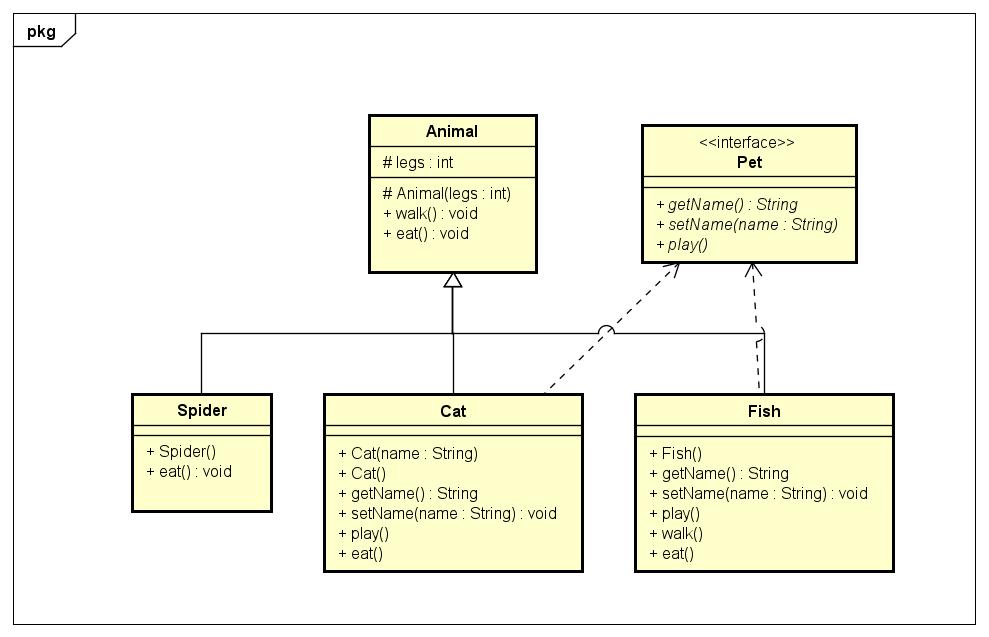 pkg
Animal
# legs : int
# Animal(legs : int)
+ walk() : void
+ eat() : void
<<interface>>
Pet
+ getName() : String
+ setName(name : String)
+ play()
Spider
+ Spider()
+ eat() : void
Cat
+ Cat(name : String)
+ Cat()
+ getName() : String
+ setName(name : String) : void
+ play()
+ eat()
Fish
+ Fish()
+ getName() : String
+ setName(name : String) : void
+ play()
+ walk()
+ eat()